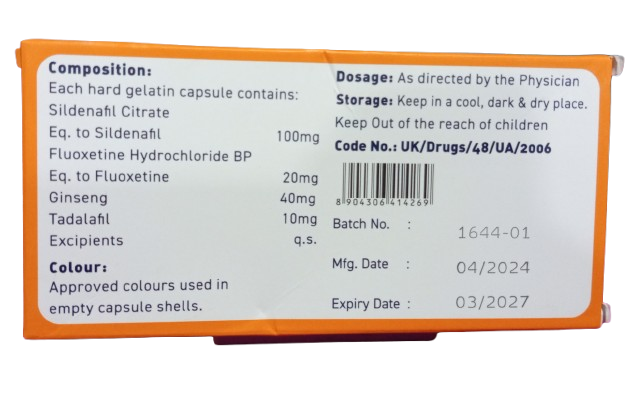 Composition:
Each hard gelatin capsule contains:
Sildenafil Citrate
Eq. to Sildenafil 100mg
Fluoxetine Hydrochloride BP
Eq. to Fluoxetine 20mg
Ginseng 40mg
Tadalafil 10mg
Excipients q.s.
Colour:
Approved colours used in
empty capsule shells.
Dosage: As directed by the Physician
Storage: Keep in a cool, dark & dry place.
Keep Out of the reach of children
Code No.: UK/Drugs/48/UA/2006
8 904306 414269
Batch No. : 1644-01
Mfg. Date : 04/2024
Expiry Date : 03/2027